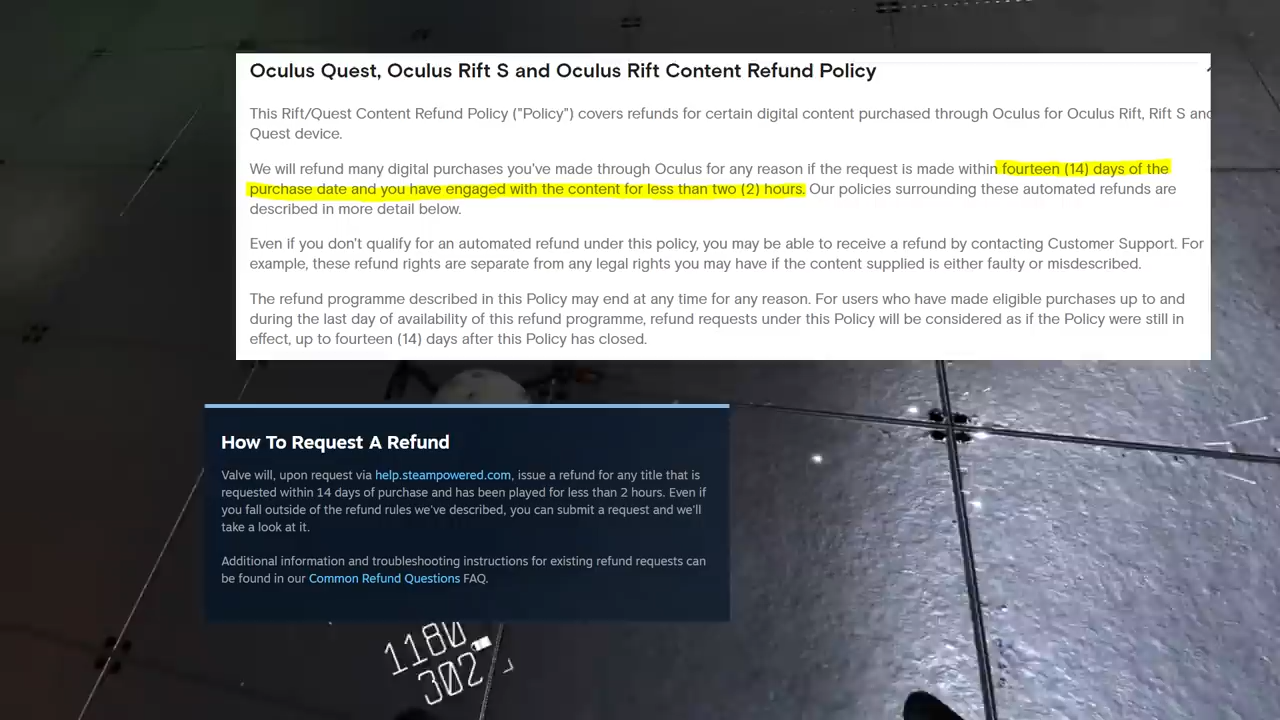 Oculus Quest, Oculus Rift S and Oculus Rift Content Refund Policy
This Rift/Quest Content Refund Policy ("Policy") covers refunds for certain digital content purchased through Oculus for Oculus Rift, Rift S and
Quest device.
We will refund many digital purchases you've made through Oculus for any reason if the request is made within fourteen (14) days of the
purchase date and you have engaged with the content for less than two (2) hours. Our policies surrounding these automated refunds are
described in more detail below.
Even if you don't qualify for an automated refund under this policy, you may be able to receive a refund by contacting Customer Support. For
example, these refund rights are separate from any legal rights you may have if the content supplied is either faulty or misdescribed.
The refund programme described in this Policy may end at any time for any reason. For users who have made eligible purchases up to and
during the last day of availability of this refund programme, refund requests under this Policy will be considered as if the Policy were still in
effect, up to fourteen (14) days after this Policy has closed.
How To Request A Refund
Valve will, upon request via help.steampowered.com, issue a refund for any title that is
requested within 14 days of purchase and has been played for less than 2 hours. Even if
you fall outside of the refund rules we've described, you can submit a request and we'll
take a look at it.
Additional information and troubleshooting instructions for existing refund requests can
be found in our Common Refund Questions FAQ.
1180
302